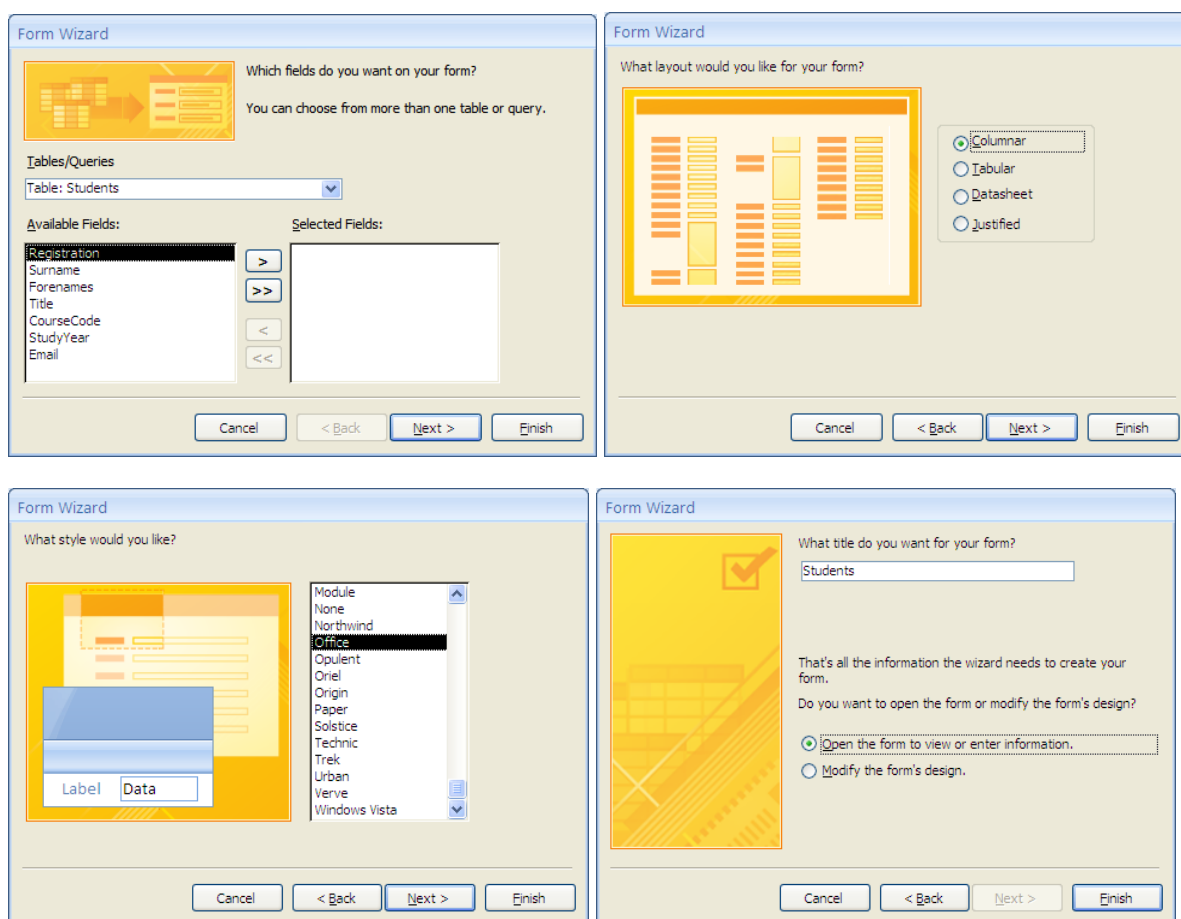 Form Wizard
Which fields do you want on your form?
You can choose from more than one table or query.
Tables/Queries
Table: Students
Available Fields:
Selected Fields:
Registration
Surname
Forenames
Title
CourseCode
StudyYear
Email
>
>>
<
<<
Cancel
< Back
Next >
Finish
Form Wizard
What layout would you like for your form?
Columnar
Tabular
Datasheet
Justified
Cancel
< Back
Next >
Finish
Form Wizard
What style would you like?
Label
Data
Module
None
Northwind
Office
Opulent
Oriel
Origin
Paper
Solstice
Technic
Trek
Urban
Verve
Windows Vista
Cancel
< Back
Next >
Finish
Form Wizard
What title do you want for your form?
Students
That's all the information the wizard needs to create your
form.
Do you want to open the form or modify the form's design?
Open the form to view or enter information.
Modify the form's design.
Cancel
< Back
Next >
Finish